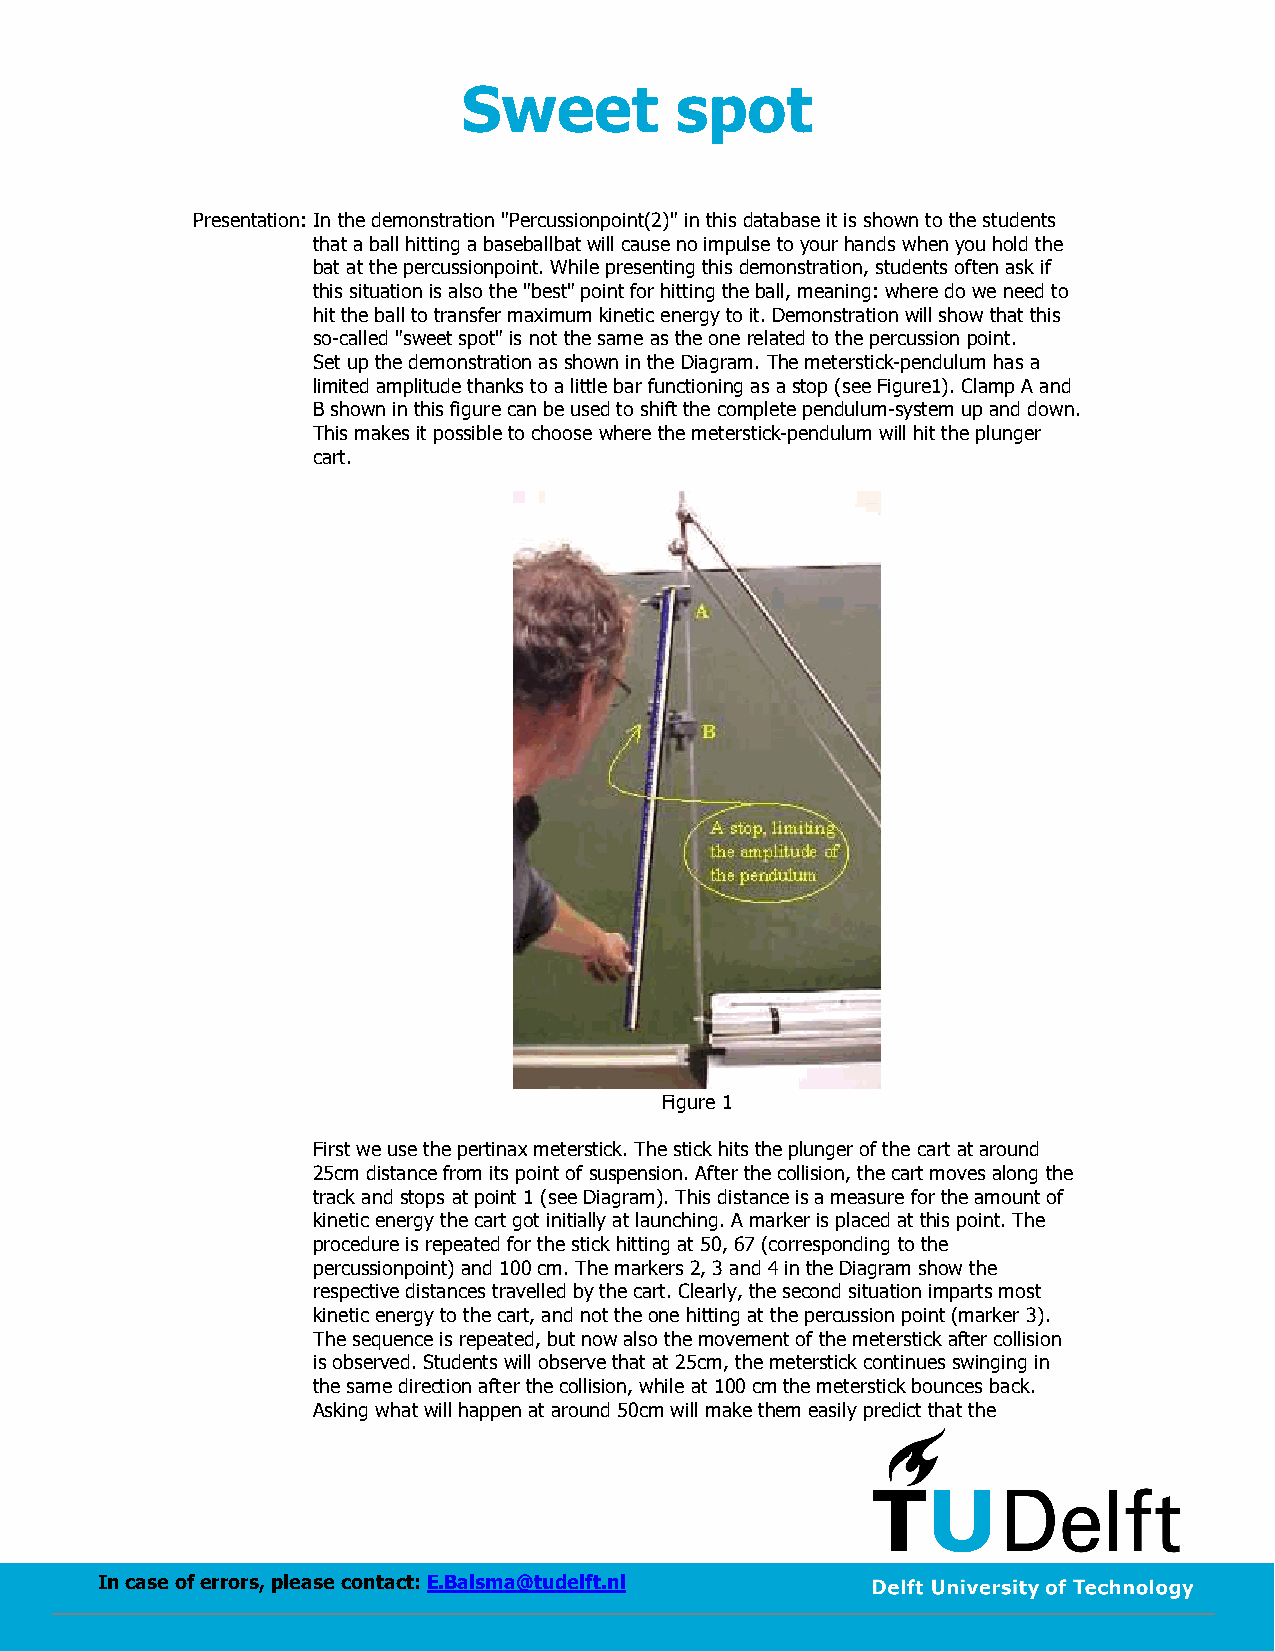 Sweet spot
Presentation: In the demonstration "Percussionpoint(2)" in this database it is shown to the students
that a ball hitting a baseballbat will cause no impulse to your hands when you hold the
bat at the percussionpoint. While presenting this demonstration, students often ask if
this situation is also the "best" point for hitting the ball, meaning: where do we need to
hit the ball to transfer maximum kinetic energy to it. Demonstration will show that this
so-called "sweet spot" is not the same as the one related to the percussion point.
Set up the demonstration as shown in the Diagram. The meterstick-pendulum has a
limited amplitude thanks to a little bar functioning as a stop (see Figure1). Clamp A and
B shown in this figure can be used to shift the complete pendulum-system up and down.
This makes it possible to choose where the meterstick-pendulum will hit the plunger
cart.
A
B
A stop, limiting
the amplitude of
the pendulum
Figure 1
First we use the pertinax meterstick. The stick hits the plunger of the cart at around
25cm distance from its point of suspension. After the collision, the cart moves along the
track and stops at point 1 (see Diagram). This distance is a measure for the amount of
kinetic energy the cart got initially at launching. A marker is placed at this point. The
procedure is repeated for the stick hitting at 50, 67 (corresponding to the
percussionpoint) and 100 cm. The markers 2, 3 and 4 in the Diagram show the
respective distances travelled by the cart. Clearly, the second situation imparts most
kinetic energy to the cart, and not the one hitting at the percussion point (marker 3).
The sequence is repeated, but now also the movement of the meterstick after collision
is observed. Students will observe that at 25cm, the meterstick continues swinging in
the same direction after the collision, while at 100 cm the meterstick bounces back.
Asking what will happen at around 50cm will make them easily predict that the
TUDelft
In case of errors, please contact: E.Balsma@tudelft.nl
Delft University of Technology